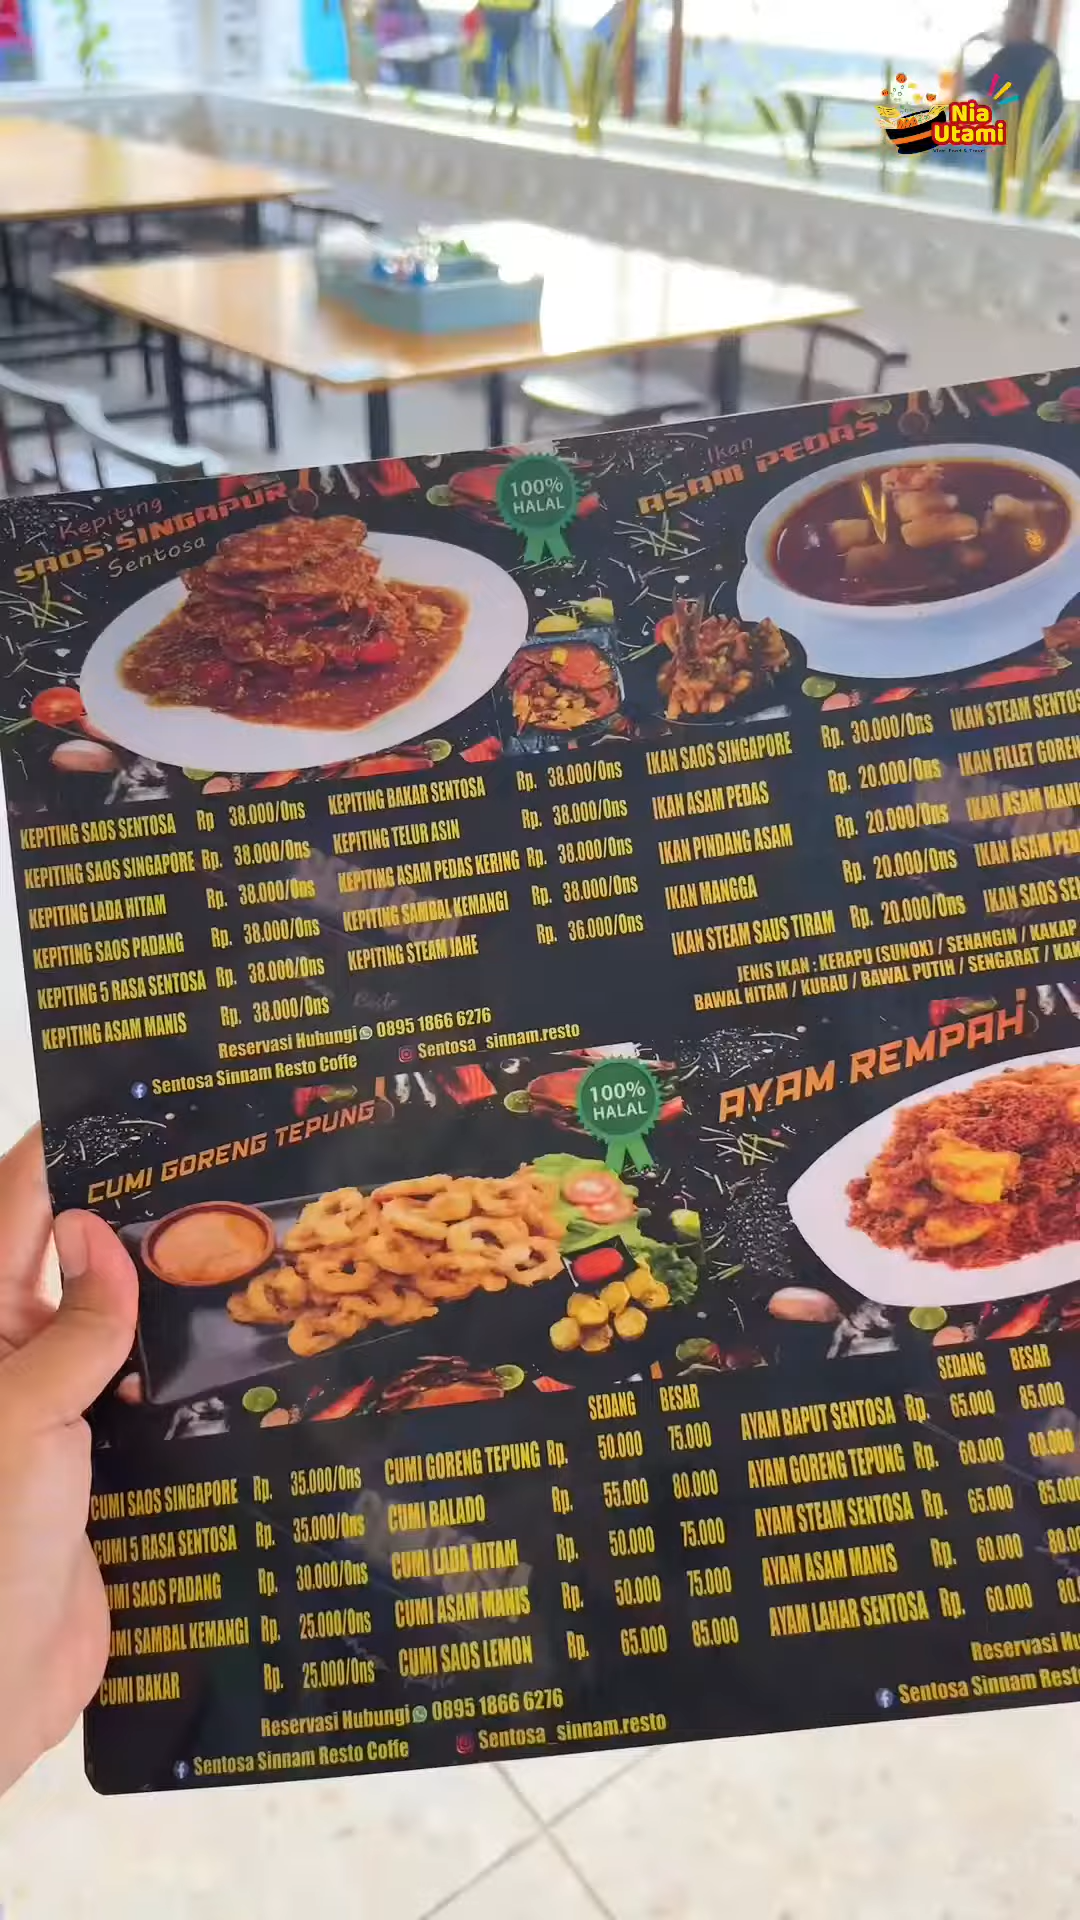 Nia
Utami
Kepiting
SAOS SINGAPUR
Sentosa
100%
HALAL
Ikan
ASAM PEDAS
KEPITING SAOS SENTOSA Rp 38.000/Ons
KEPITING SAOS SINGAPORE Rp. 38.000/Ons
KEPITING LADA HITAM Rp. 38.000/Ons
KEPITING SAOS PADANG Rp. 38.000/Ons
KEPITING 5 RASA SENTOSA Rp. 38.000/Ons
KEPITING ASAM MANIS Rp. 38.000/Ons
KEPITING BAKAR SENTOSA Rp. 38.000/Ons
KEPITING TELUR ASIN Rp. 38.000/Ons
KEPITING ASAM PEDAS KERING Rp. 38.000/Ons
KEPITING SAMBAL KEMANGI Rp. 38.000/Ons
KEPITING STEAM JAHE Rp. 36.000/Ons
Reservasi Hubungi 0895 1866 6276
Sentosa Sinnam Resto Coffe Sentosa_sinnam.resto
IKAN SAOS SINGAPORE Rp. 30.000/Ons
IKAN ASAM PEDAS Rp. 20.000/Ons
IKAN PINDANG ASAM Rp. 20.000/Ons
IKAN MANGGA Rp. 20.000/Ons
IKAN STEAM SAUS TIRAM Rp. 20.000/Ons
IKAN STEAM SENTOS
IKAN FILLET GOREN
IKAN ASAM MANI
IKAN ASAM PED
IKAN SAOS SE
JENIS IKAN : KERAPU (SUNOK) / SENANGIN / KAKAP
BAWAL HITAM / KURAU / BAWAL PUTIH / SENGARAT / KAK
CUMI GORENG TEPUNG
100%
HALAL
AYAM REMPAH
CUMI SAOS SINGAPORE Rp. 35.000/Ons
CUMI 5 RASA SENTOSA Rp. 35.000/Ons
UMI SAOS PADANG Rp. 30.000/Ons
UMI SAMBAL KEMANGI Rp. 25.000/Ons
CUMI BAKAR Rp. 25.000/Ons
SEDANG BESAR
CUMI GORENG TEPUNG Rp. 50.000 75.000
CUMI BALADO Rp. 55.000 80.000
CUMI LADA HITAM Rp. 50.000 75.000
CUMI ASAM MANIS Rp. 50.000 75.000
CUMI SAOS LEMON Rp. 65.000 85.000
SEDANG BESAR
AYAM BAPUT SENTOSA Rp. 65.000 85.000
AYAM GORENG TEPUNG Rp. 60.000 80.000
AYAM STEAM SENTOSA Rp. 65.000 85.000
AYAM ASAM MANIS Rp. 60.000 80.0
AYAM LAHAR SENTOSA Rp. 60.000 80.
Reservasi Hubungi 0895 1866 6276
Sentosa Sinnam Resto Coffe Sentosa_sinnam.resto
Reservasi Hu
Sentosa Sinnam Resto